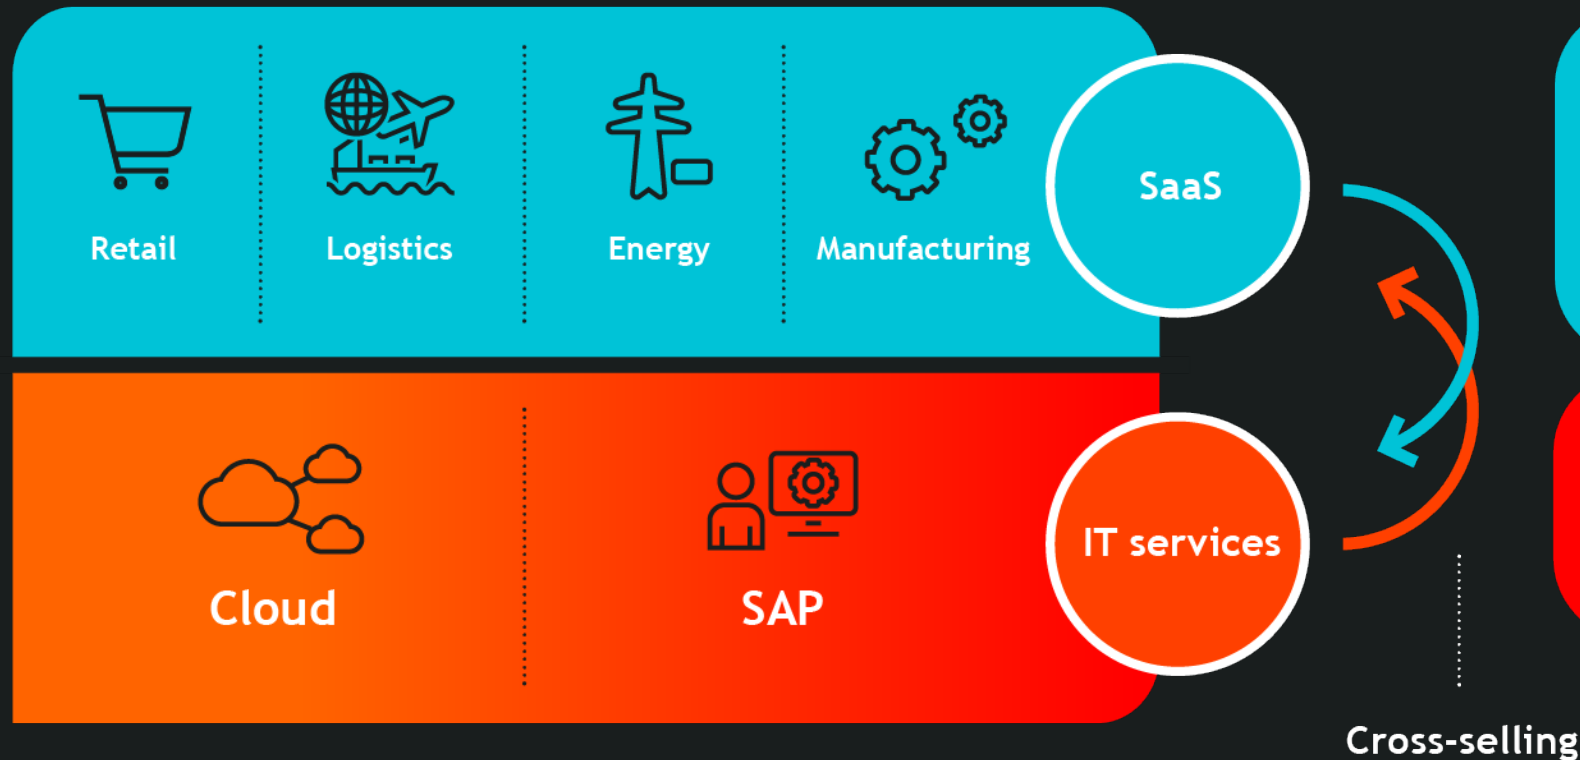 Retail
Logistics
Energy
Manufacturing
SaaS
Cloud
SAP
IT services
Cross-selling